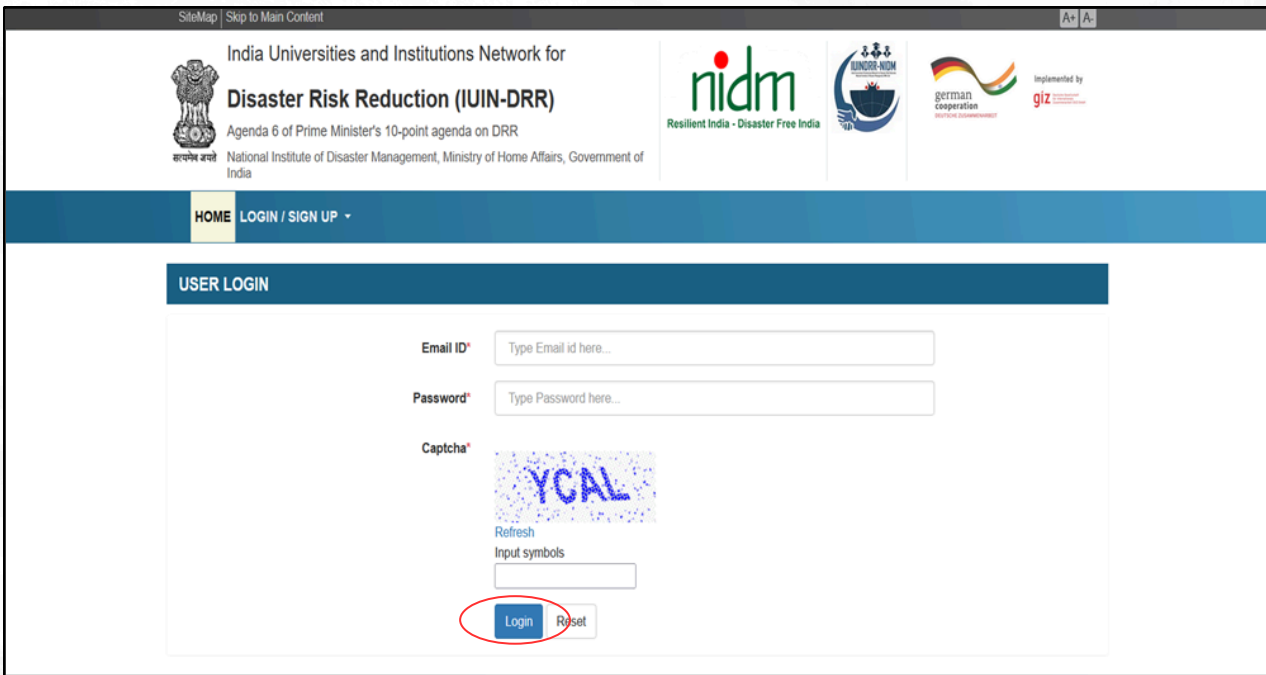 SiteMap | Skip to Main Content
A+ A-
India Universities and Institutions Network for
Disaster Risk Reduction (IUIN-DRR)
Agenda 6 of Prime Minister's 10-point agenda on DRR
National Institute of Disaster Management, Ministry of Home Affairs, Government of
India
सत्यमेव जयते
nidm
Resilient India - Disaster Free India
IUINDRR-NIDM
german
cooperation
DEUTSCHE ZUSAMMENARBEIT
Implemented by
giz
HOME LOGIN / SIGN UP
USER LOGIN
Email ID*
Type Email id here...
Password*
Type Password here...
Captcha*
YCAL
Refresh
Input symbols
Login Reset